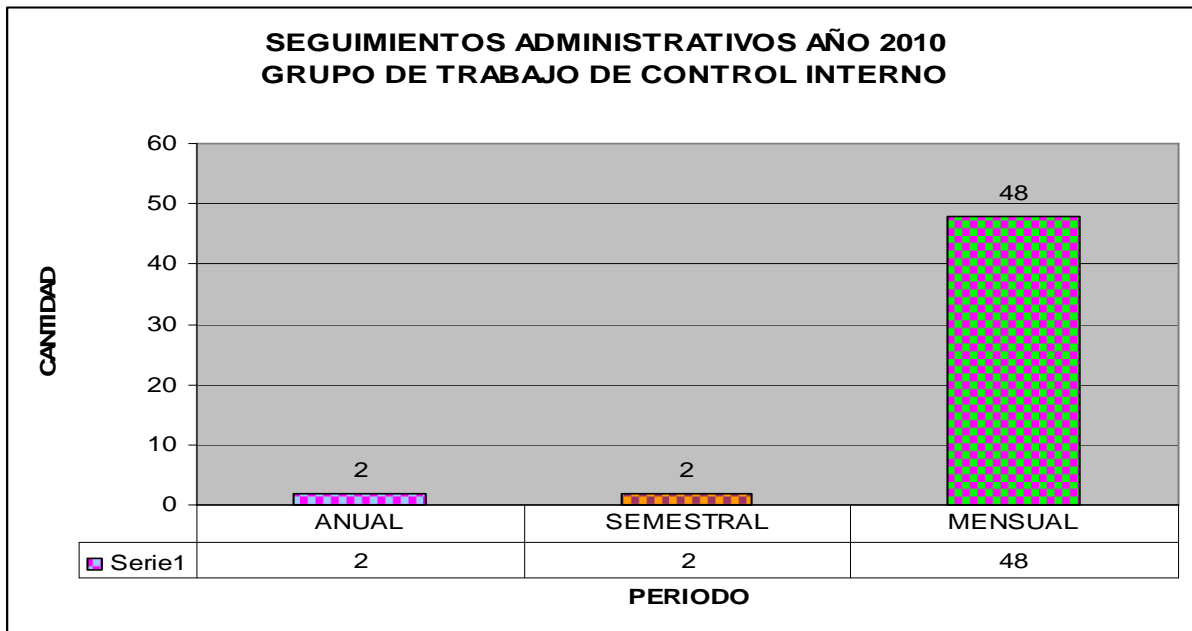 SEGUIMIENTOS ADMINISTRATIVOS AÑO 2010
GRUPO DE TRABAJO DE CONTROL INTERNO
CANTIDAD
60
50
40
30
20
10
0
2
2
48
ANUAL SEMESTRAL MENSUAL
Serie1 2 2 48
PERIODO